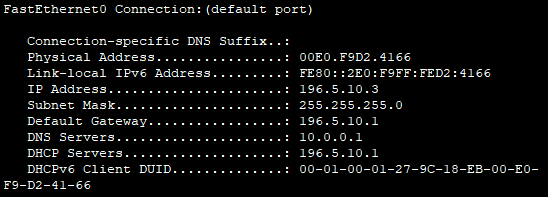 FastEthernet0 Connection:(default port)
Connection-specific DNS Suffix..:
Physical Address................: 00E0.F9D2.4166
Link-local IPv6 Address.........: FE80::2E0:F9FF:FED2:4166
IP Address......................: 196.5.10.3
Subnet Mask.....................: 255.255.255.0
Default Gateway.................: 196.5.10.1
DNS Servers.....................: 10.0.0.1
DHCP Servers....................: 196.5.10.1
DHCPv6 Client DUID..............: 00-01-00-01-27-9C-18-EB-00-E0-
F9-D2-41-66